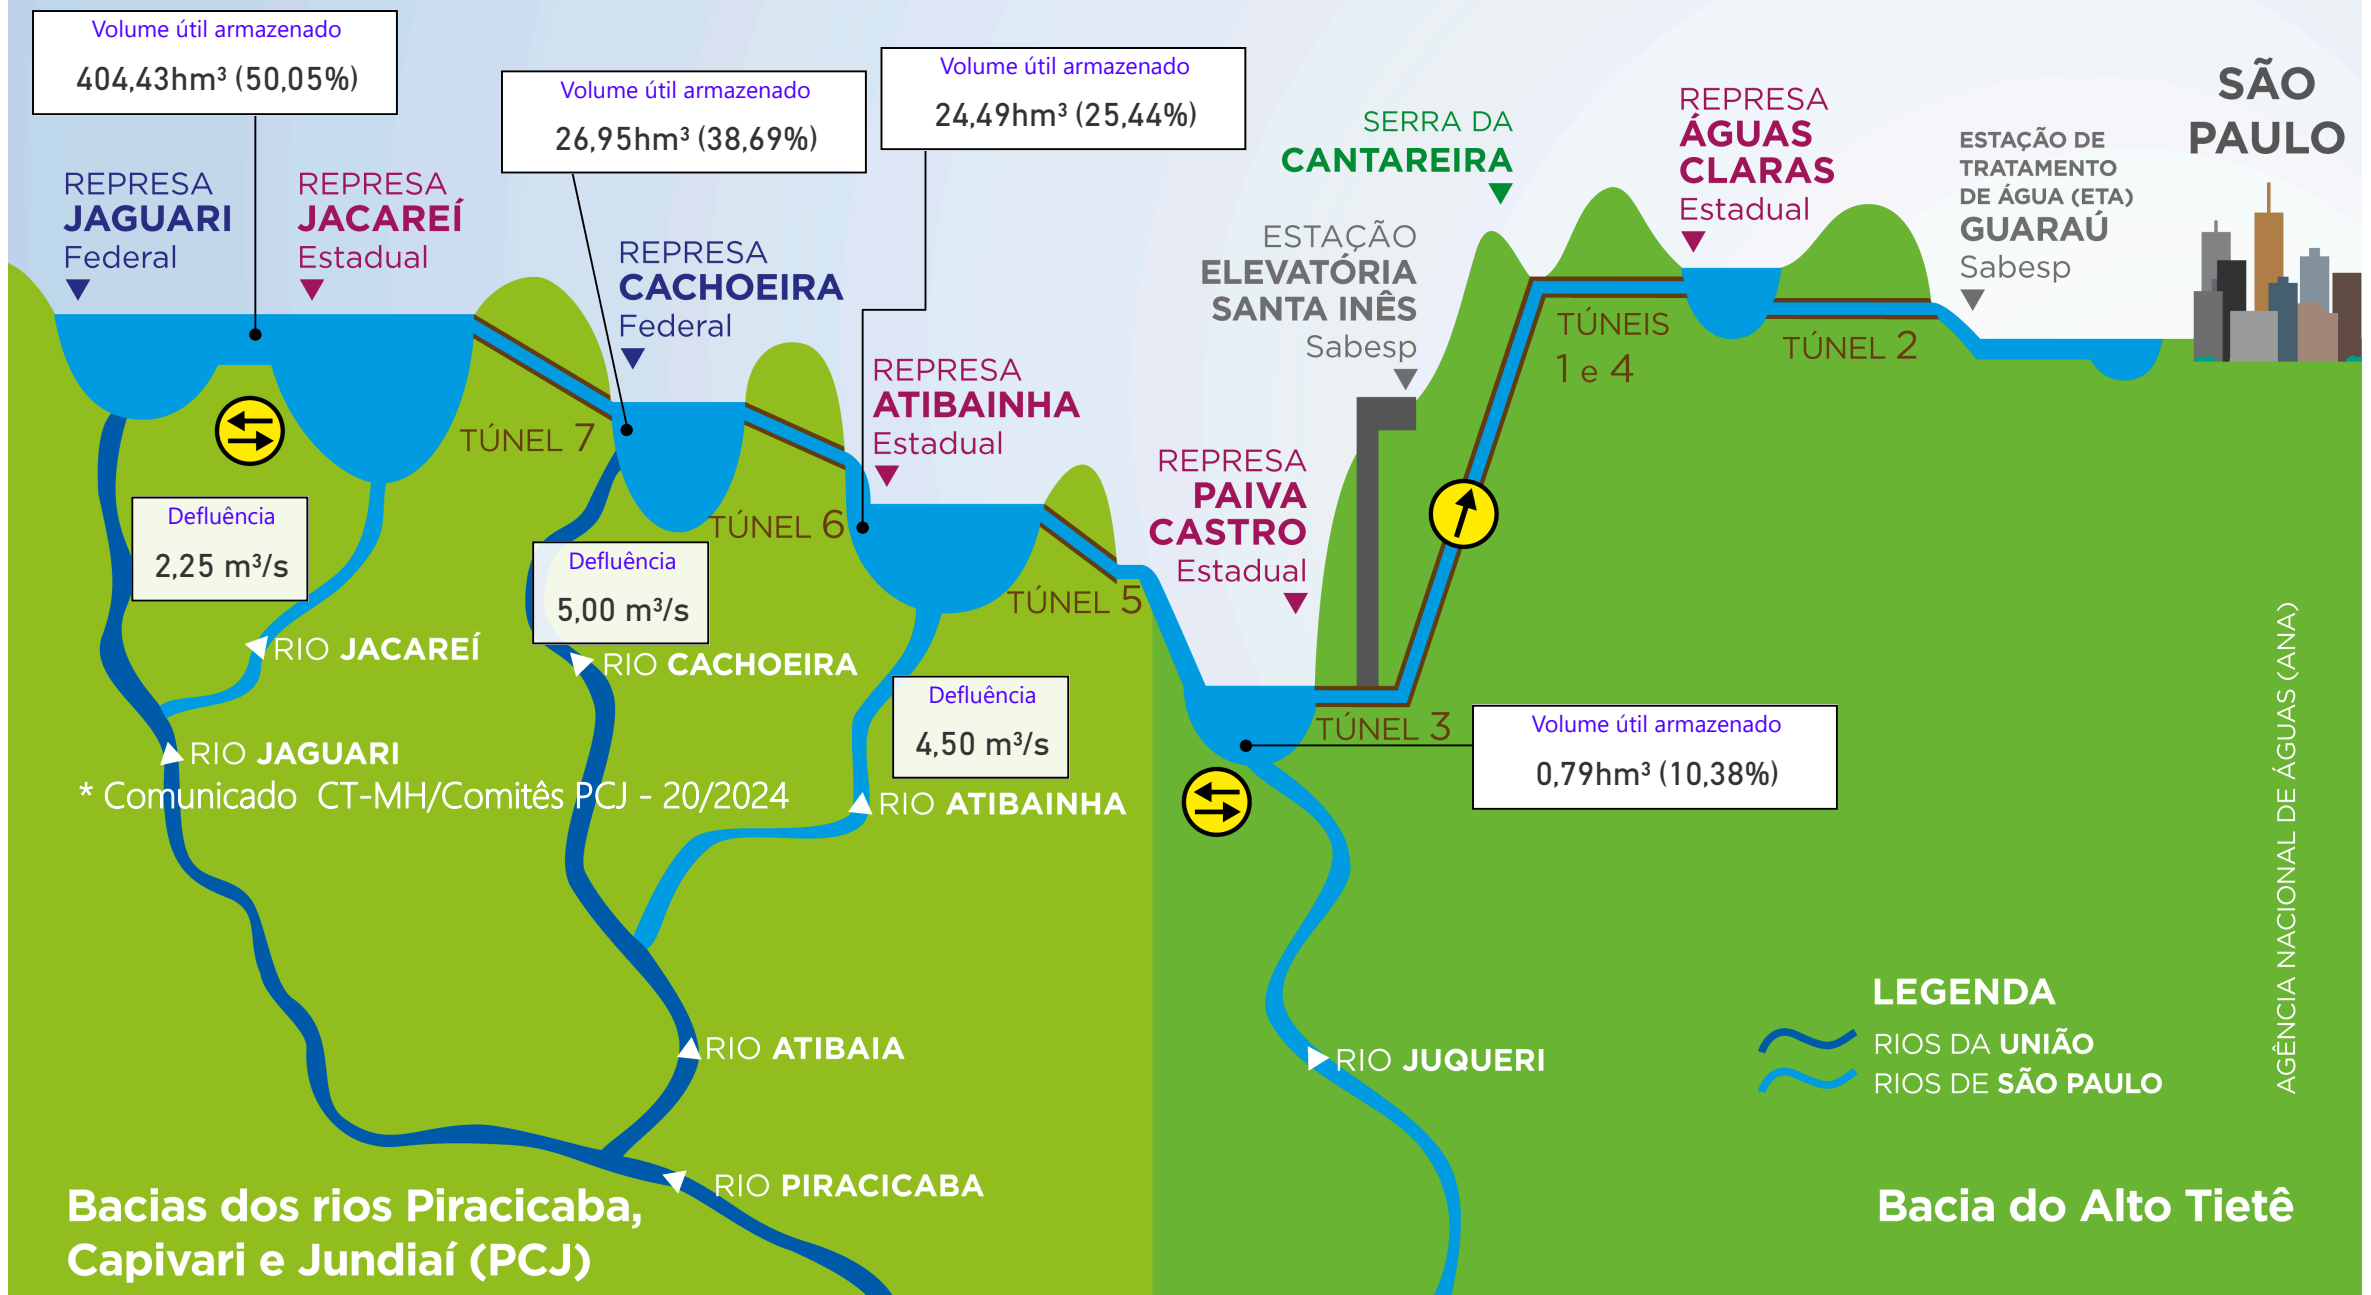 Volume útil armazenado
404,43hm³ (50,05%)
Volume útil armazenado
26,95hm³ (38,69%)
Volume útil armazenado
24,49hm³ (25,44%)
REPRESA
JAGUARI
Federal
REPRESA
JACAREÍ
Estadual
REPRESA
CACHOEIRA
Federal
REPRESA
ATIBAINHA
Estadual
SERRA DA
CANTAREIRA
ESTAÇÃO
ELEVATÓRIA
SANTA INÊS
Sabesp
REPRESA
ÁGUAS
CLARAS
Estadual
ESTAÇÃO DE
TRATAMENTO
DE ÁGUA (ETA)
GUARAÚ
Sabesp
SÃO
PAULO
TÚNEL 7
TÚNEL 6
TÚNEL 5
REPRESA
PAIVA
CASTRO
Estadual
TÚNEIS
1 e 4
TÚNEL 2
TÚNEL 3
Defluência
2,25 m³/s
Defluência
5,00 m³/s
Defluência
4,50 m³/s
Volume útil armazenado
0,79hm³ (10,38%)
RIO JACAREÍ
RIO CACHOEIRA
RIO JAGUARI
* Comunicado CT-MH/Comitês PCJ - 20/2024
RIO ATIBAINHA
RIO ATIBAIA
RIO JUQUERI
RIO PIRACICABA
LEGENDA
RIOS DA UNIÃO
RIOS DE SÃO PAULO
AGÊNCIA NACIONAL DE ÁGUAS (ANA)
Bacias dos rios Piracicaba,
Capivari e Jundiaí (PCJ)
Bacia do Alto Tietê